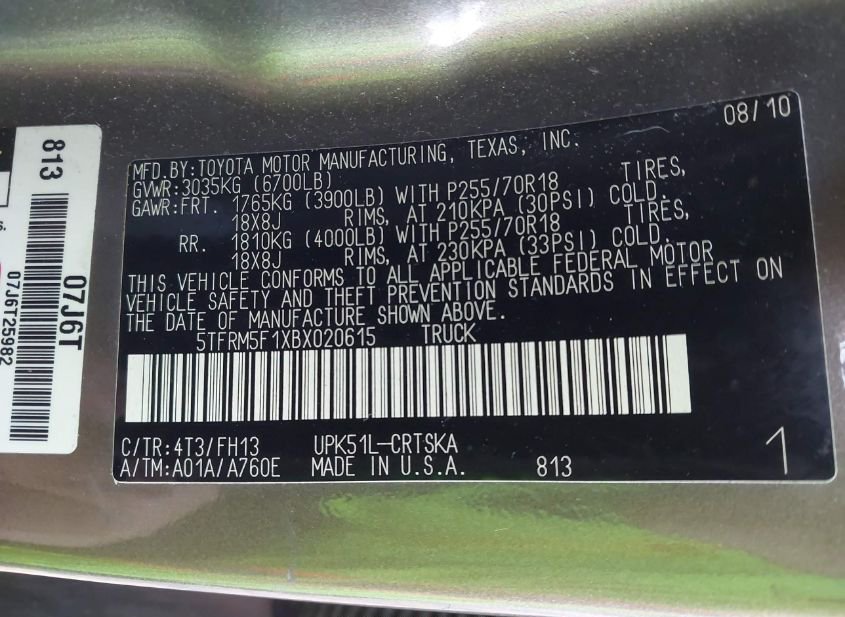 08/10
MFD.BY:TOYOTA MOTOR MANUFACTURING, TEXAS, INC.
GVWR:3035KG (6700LB)
GAWR:FRT. 1765KG (3900LB) WITH P255/70R18 TIRES,
18X8J RIMS, AT 210KPA (30PSI) COLD.
RR. 1810KG (4000LB) WITH P255/70R18 TIRES,
18X8J RIMS, AT 230KPA (33PSI) COLD.
THIS VEHICLE CONFORMS TO ALL APPLICABLE FEDERAL MOTOR
VEHICLE SAFETY AND THEFT PREVENTION STANDARDS IN EFFECT ON
THE DATE OF MANUFACTURE SHOWN ABOVE.
5TFRM5F1XBX020615 TRUCK
C/TR:4T3/FH13 UPK51L-CRTSKA
A/TM:A01A/A760E MADE IN U.S.A. 813
1
813
07J6T
07J6T25982